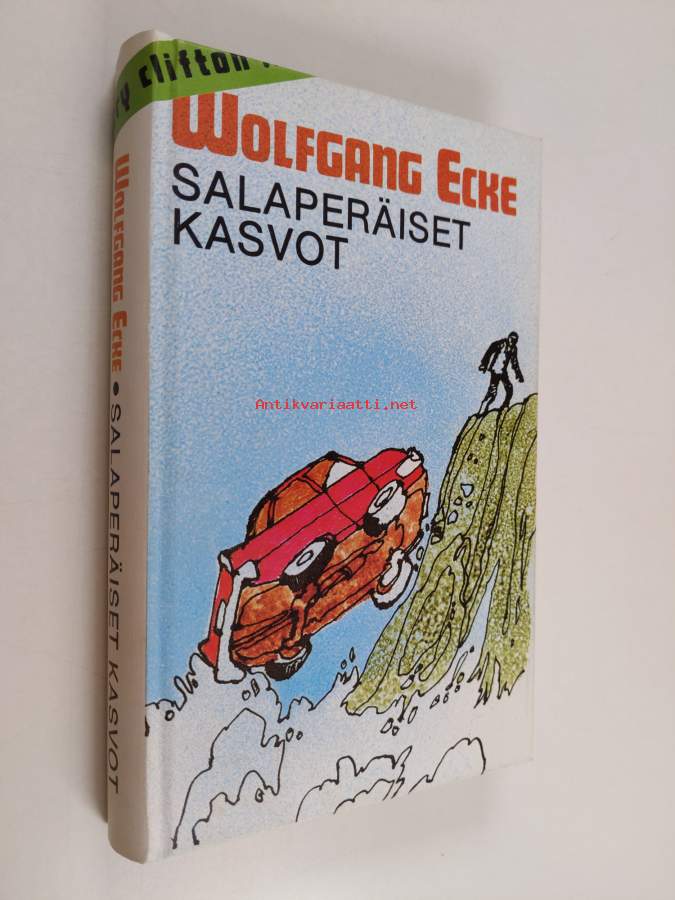 clifton
WOLFGANG ECKE
SALAPERÄISET
KASVOT
Antikvariaatti.net
WOLFGANG ECKE • SALAPERÄISET KASVOT